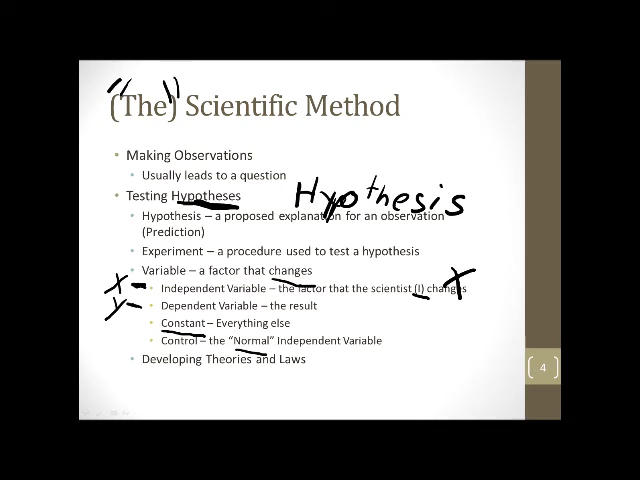 "(The)" Scientific Method
Making Observations
Usually leads to a question
Testing Hypotheses
Hypothesis
Hypothesis – a proposed explanation for an observation
(Prediction)
Experiment – a procedure used to test a hypothesis
Variable – a factor that changes
X Independent Variable – the factor that the scientist (I) changes X
Y Dependent Variable – the result
Constant – Everything else
Control – the “Normal” Independent Variable
Developing Theories and Laws
4